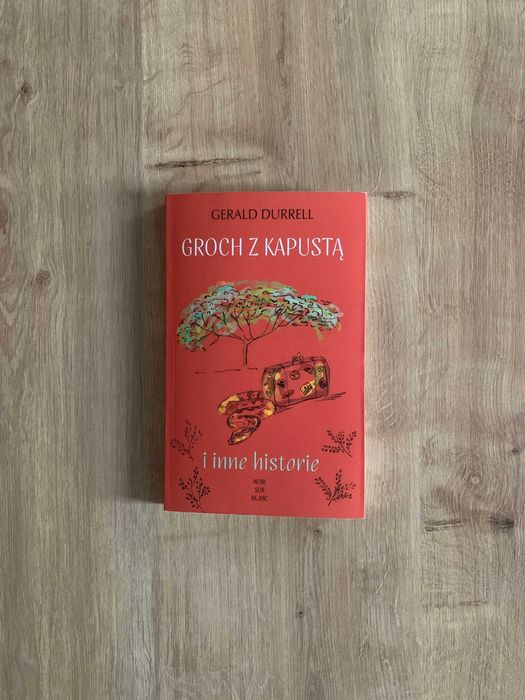 GERALD DURRELL
GROCH Z KAPUSTĄ
i inne historie
NOIR
SUR
BLANC